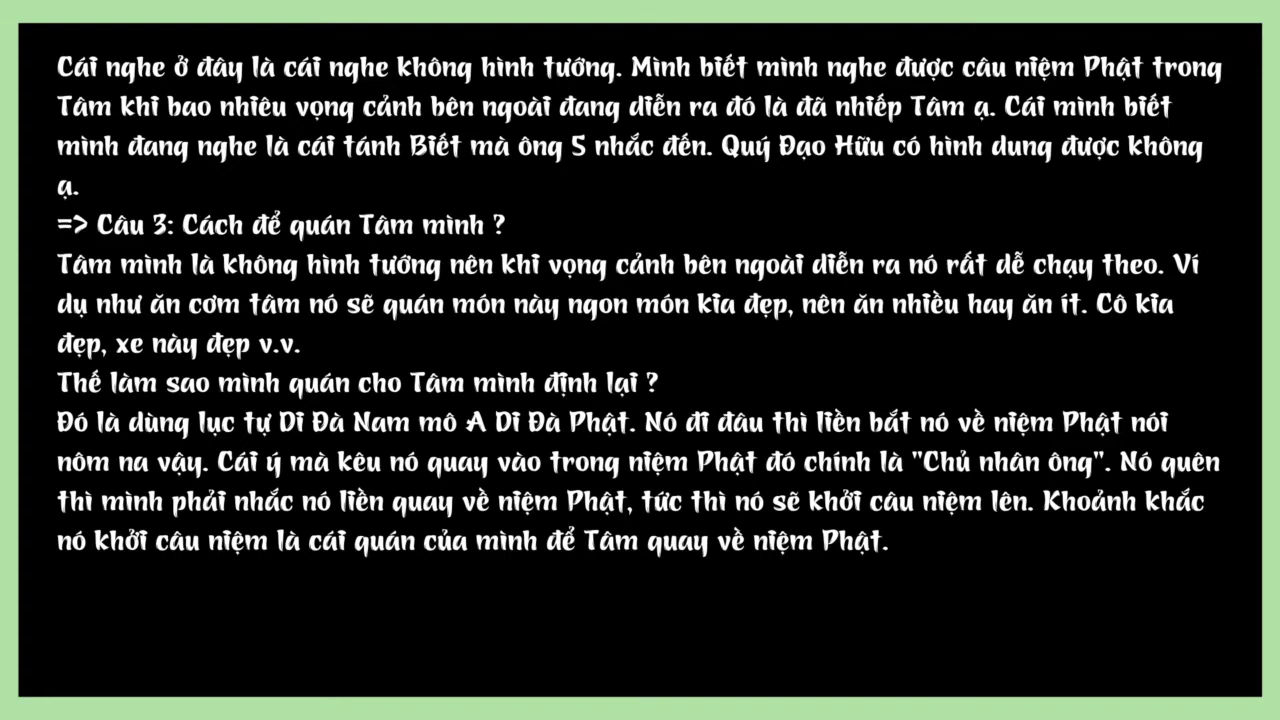 Cái nghe ở đây là cái nghe không hình tướng. Mình biết mình nghe được câu niệm Phật trong
Tâm khi bao nhiêu vọng cảnh bên ngoài đang diễn ra đó là đã nhiếp Tâm ạ. Cái mình biết
mình đang nghe là cái tánh Biết mà ông S nhắc đến. Quý Đạo Hữu có hình dung được không
ạ.
=> Câu 3: Cách để quán Tâm mình ?
Tâm mình là không hình tướng nên khi vọng cảnh bên ngoài diễn ra nó rất dễ chạy theo. Ví
dụ như ăn cơm tâm nó sẽ quán món này ngon món kia đẹp, nên ăn nhiều hay ăn ít. Cô kia
đẹp, xe này đẹp v.v.
Thế làm sao mình quán cho Tâm mình định lại ?
Đó là dùng lục tự Di Đà Nam mô A Di Đà Phật. Nó đi đâu thì liền bắt nó về niệm Phật nói
nôm na vậy. Cái ý mà kêu nó quay vào trong niệm Phật đó chính là "Chủ nhân ông". Nó quên
thì mình phải nhắc nó liền quay về niệm Phật, tức thì nó sẽ khởi câu niệm lên. Khoảnh khắc
nó khởi câu niệm là cái quán của mình để Tâm quay về niệm Phật.